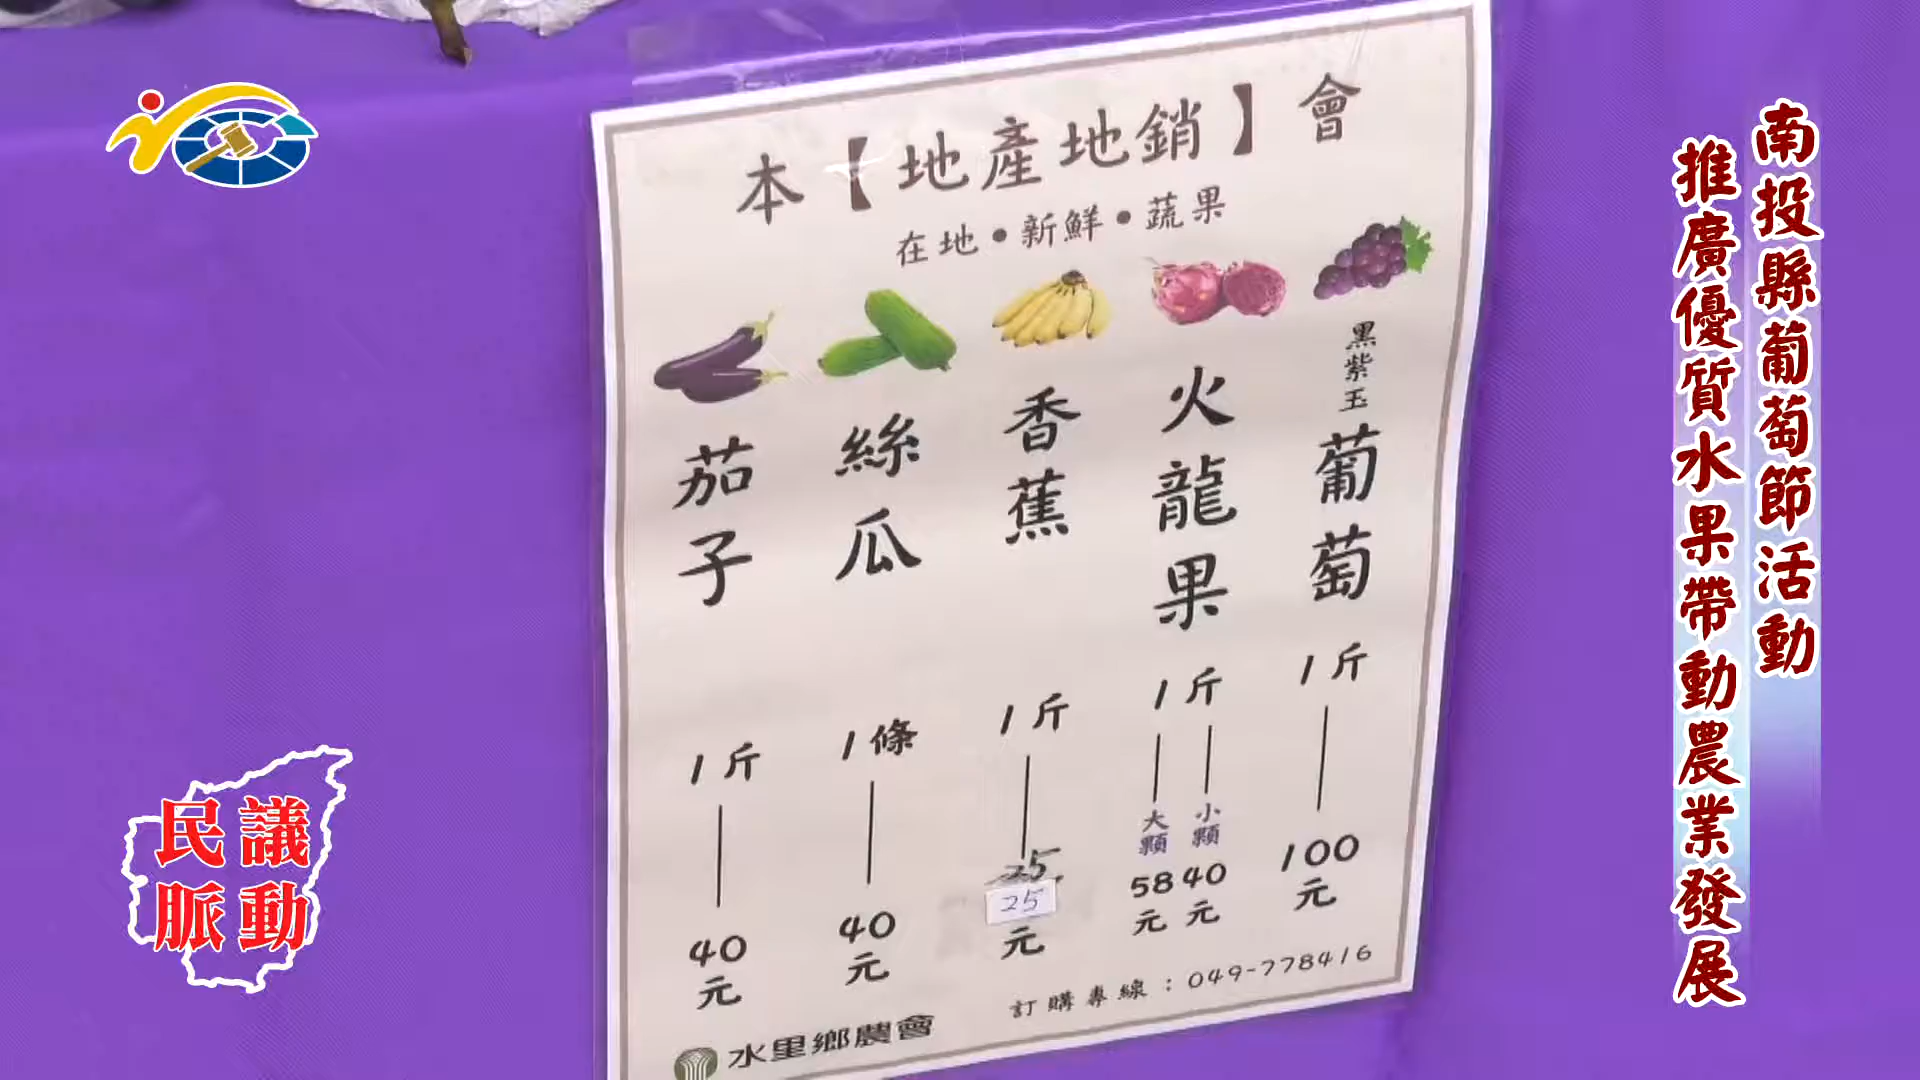 南投縣葡萄節活動
推廣優質水果帶動農業發展
本【地產地銷】會
在地•新鮮•蔬果
黑紫玉 葡萄 1斤 100元
火龍果 1斤 大顆 58元 小顆 40元
香蕉 1斤 25 25 元
絲瓜 1條 40元
茄子 1斤 40元
訂購專線：049-778416
水里鄉農會
民議
脈動